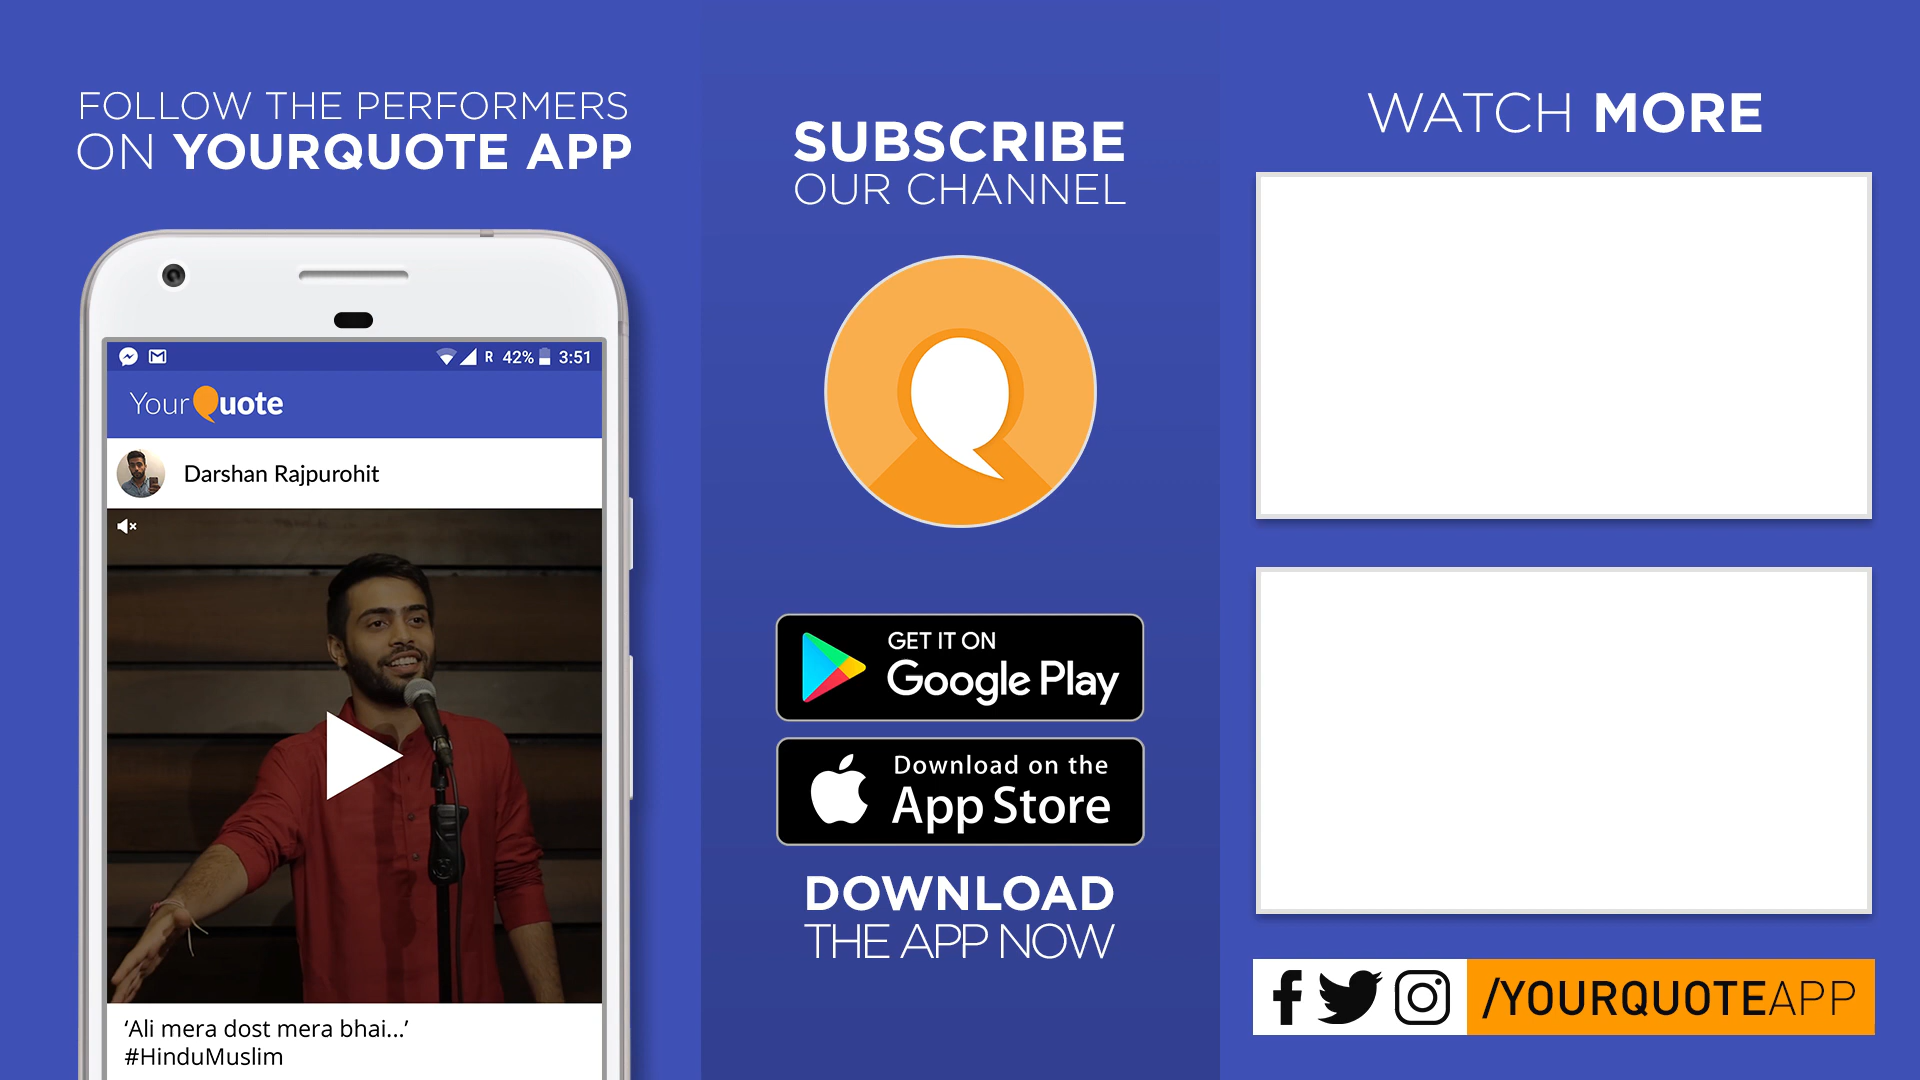 FOLLOW THE PERFORMERS
ON YOURQUOTE APP
R 42% 3:51
YourQuote
Darshan Rajpurohit
‘Ali mera dost mera bhai...’
#HinduMuslim
SUBSCRIBE
OUR CHANNEL
GET IT ON
Google Play
Download on the
App Store
DOWNLOAD
THE APP NOW
WATCH MORE
/YOURQUOTEAPP